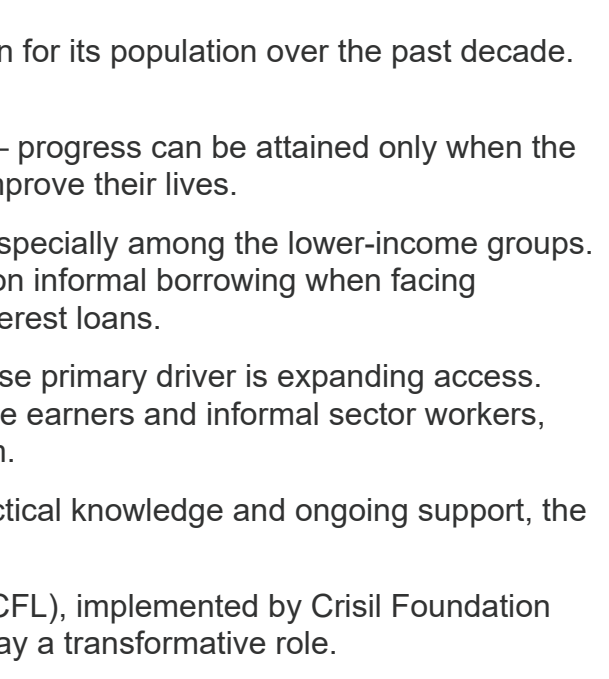 n for its population over the past decade.
– progress can be attained only when the
mprove their lives.
specially among the lower-income groups.
on informal borrowing when facing
erest loans.
se primary driver is expanding access.
e earners and informal sector workers,
n.
ctical knowledge and ongoing support, the
CFL), implemented by Crisil Foundation
ay a transformative role.